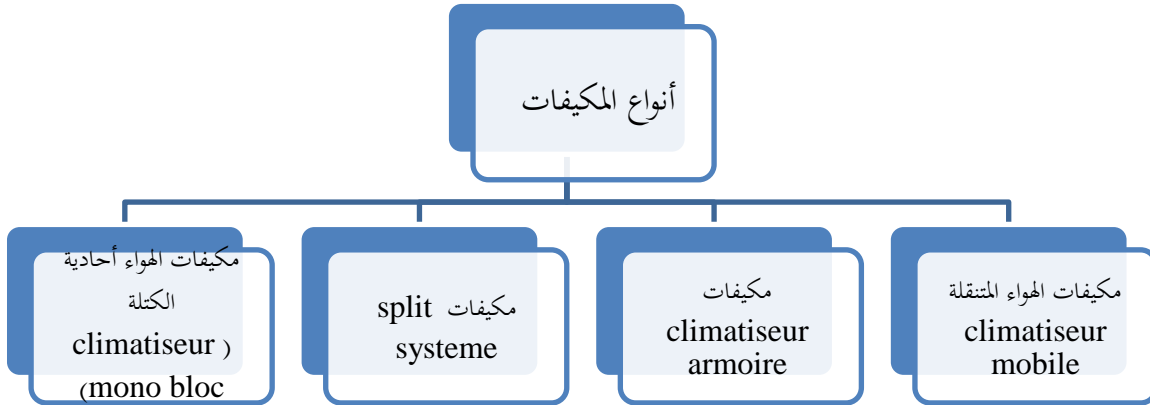 أنواع المكيفات
مكيفات الهواء أحادية
الكتلة
( climatiseur
mono bloc)
مكيفات split
systeme
مكيفات
climatiseur
armoire
مكيفات الهواء المتنقلة
climatiseur
mobile